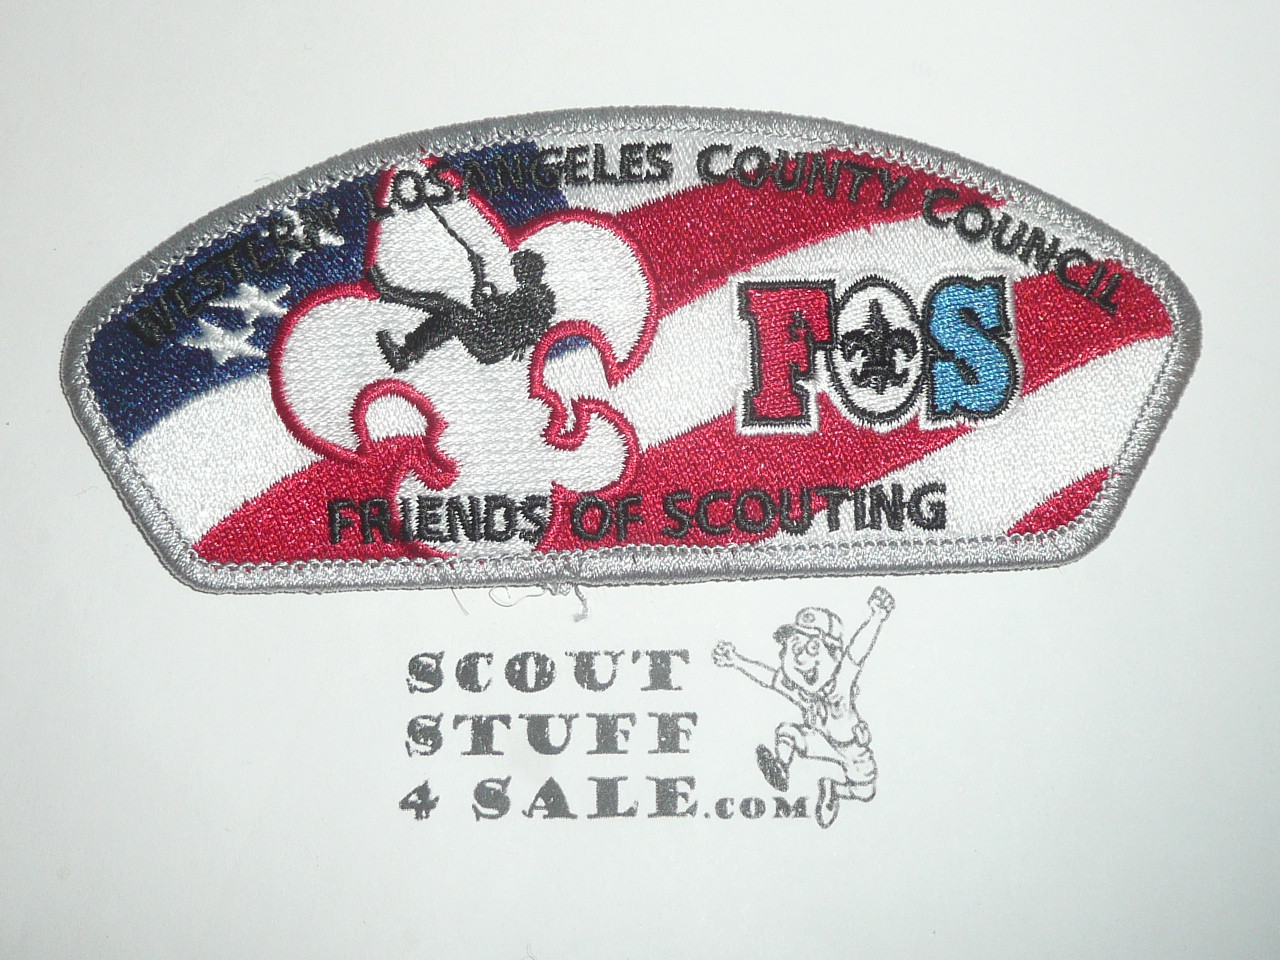 WESTERN LOS ANGELES COUNTY COUNCIL
FOS
FRIENDS OF SCOUTING
SCOUT
STUFF
4 SALE.COM